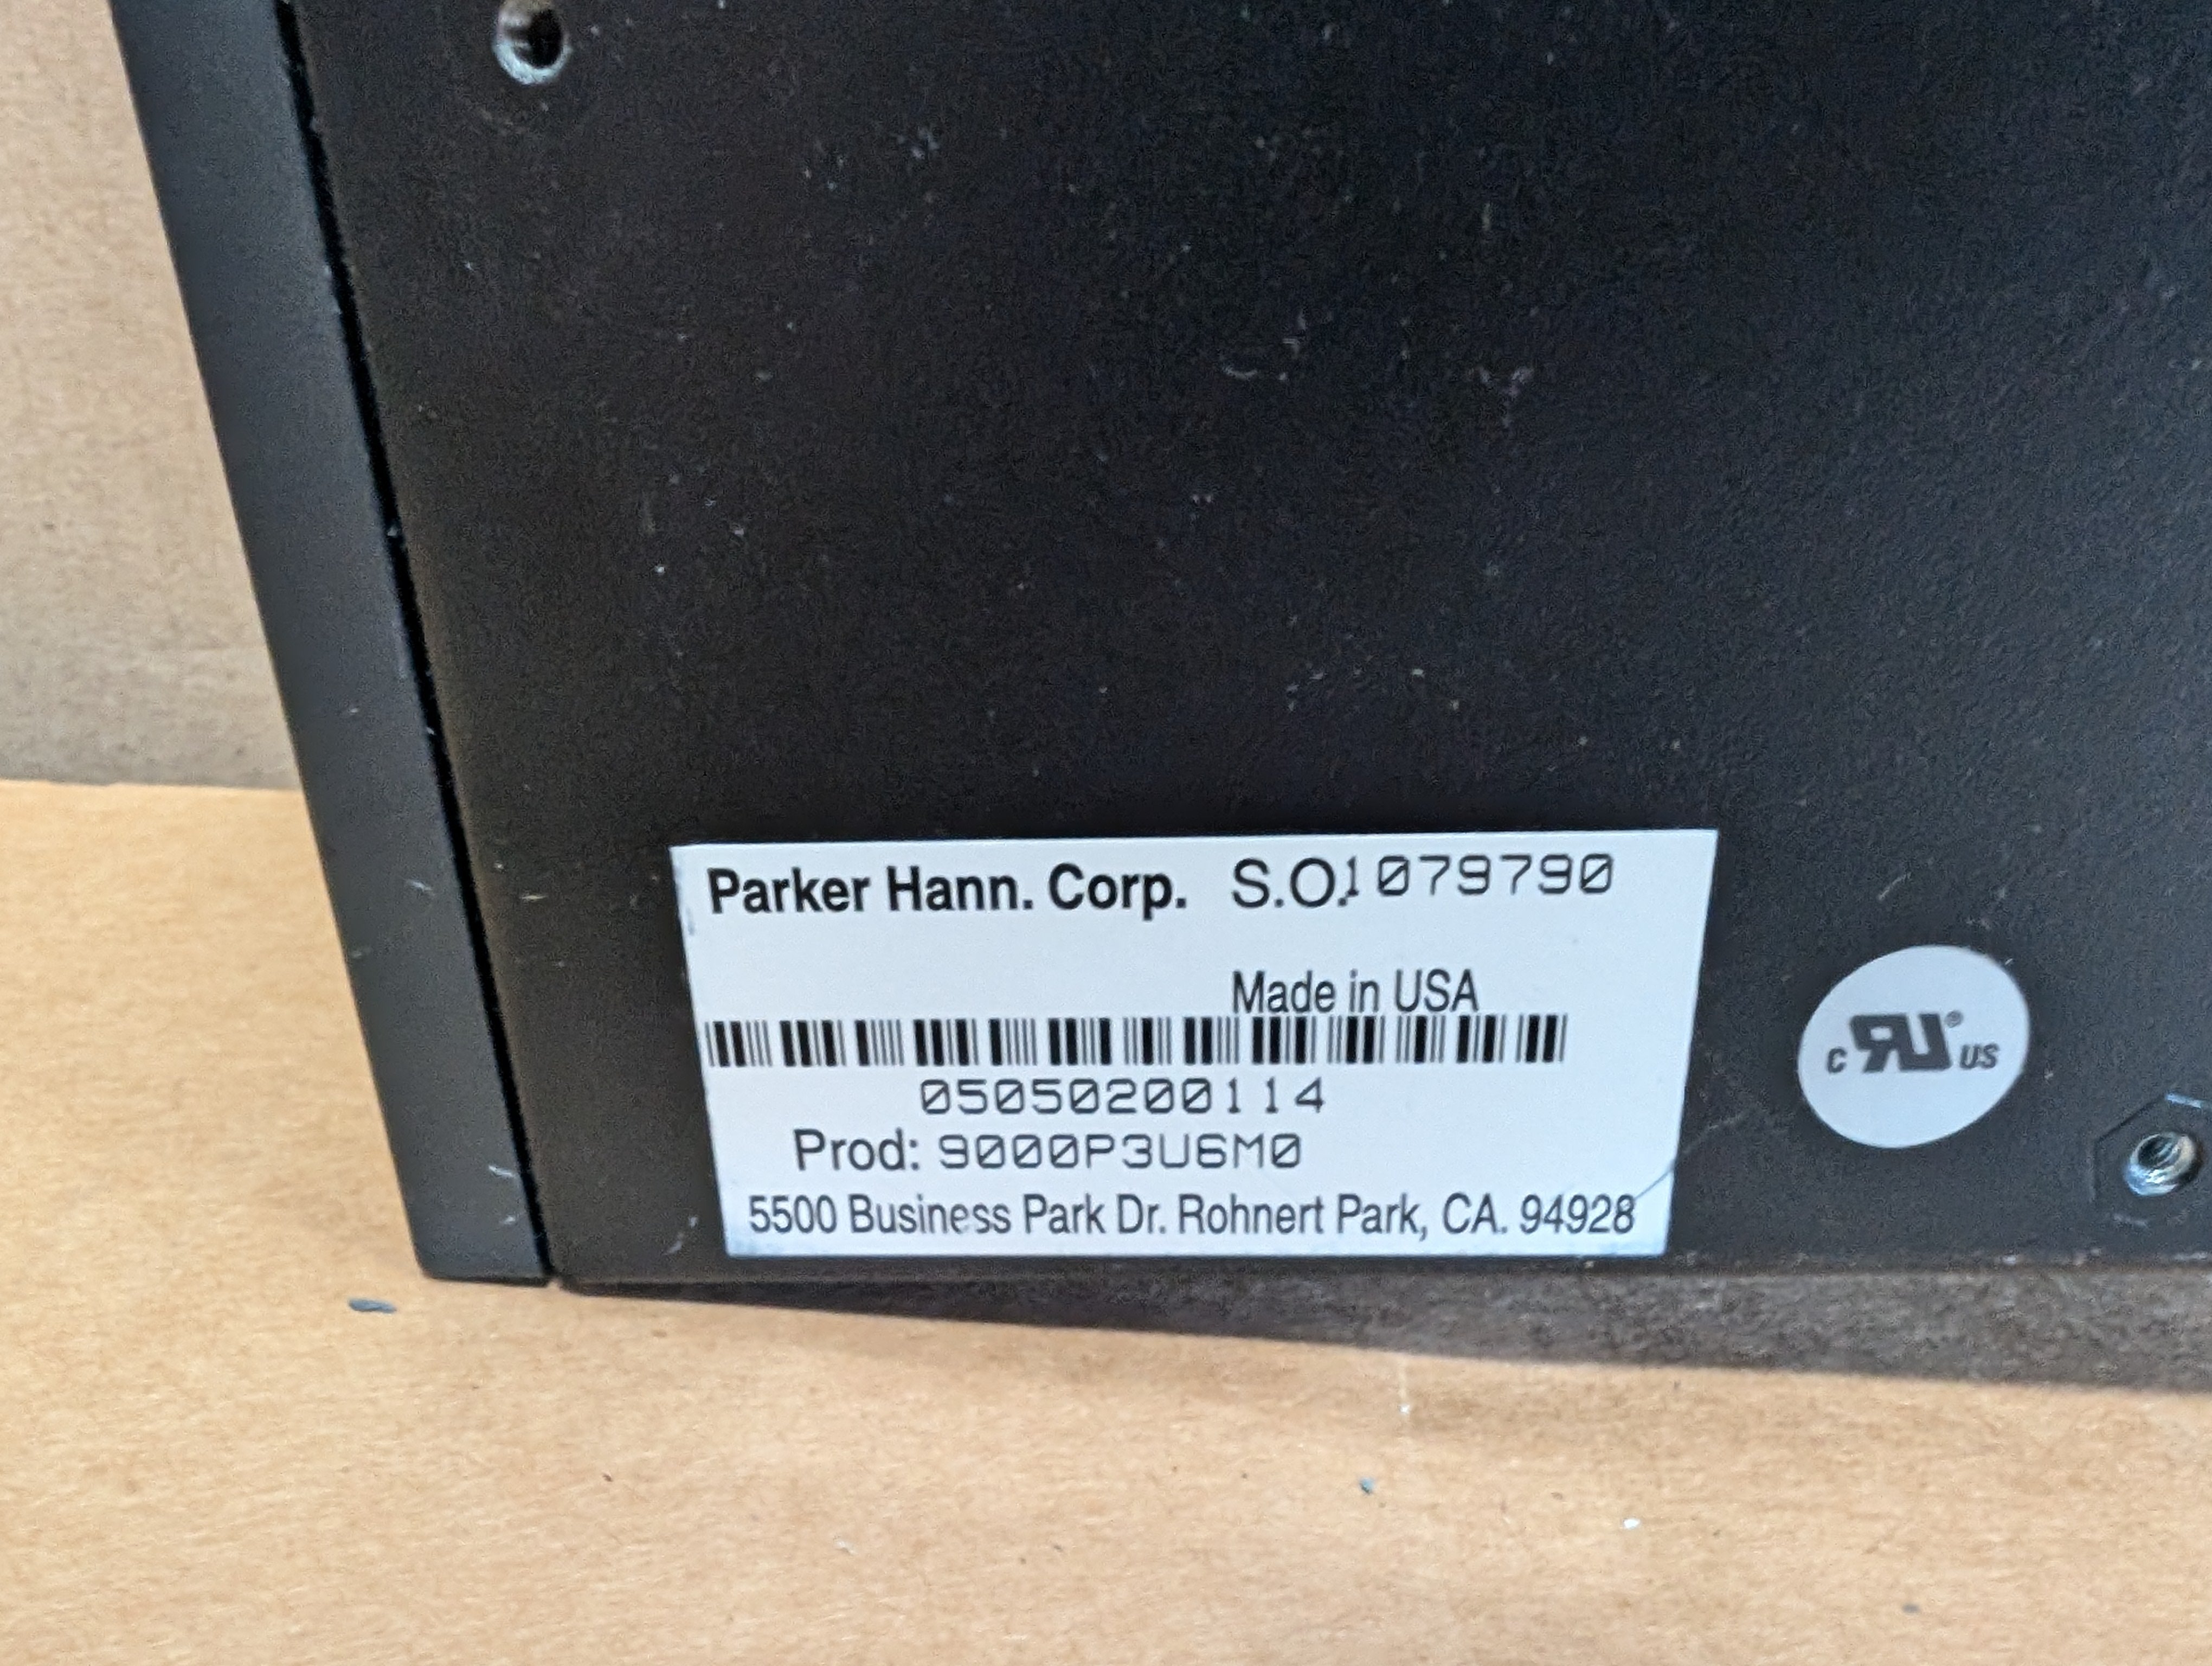 Parker Hann. Corp. S.O.1079790
Made in USA
05050200114
Prod: 9000P3U6M0
5500 Business Park Dr. Rohnert Park, CA. 94928
c RU® US